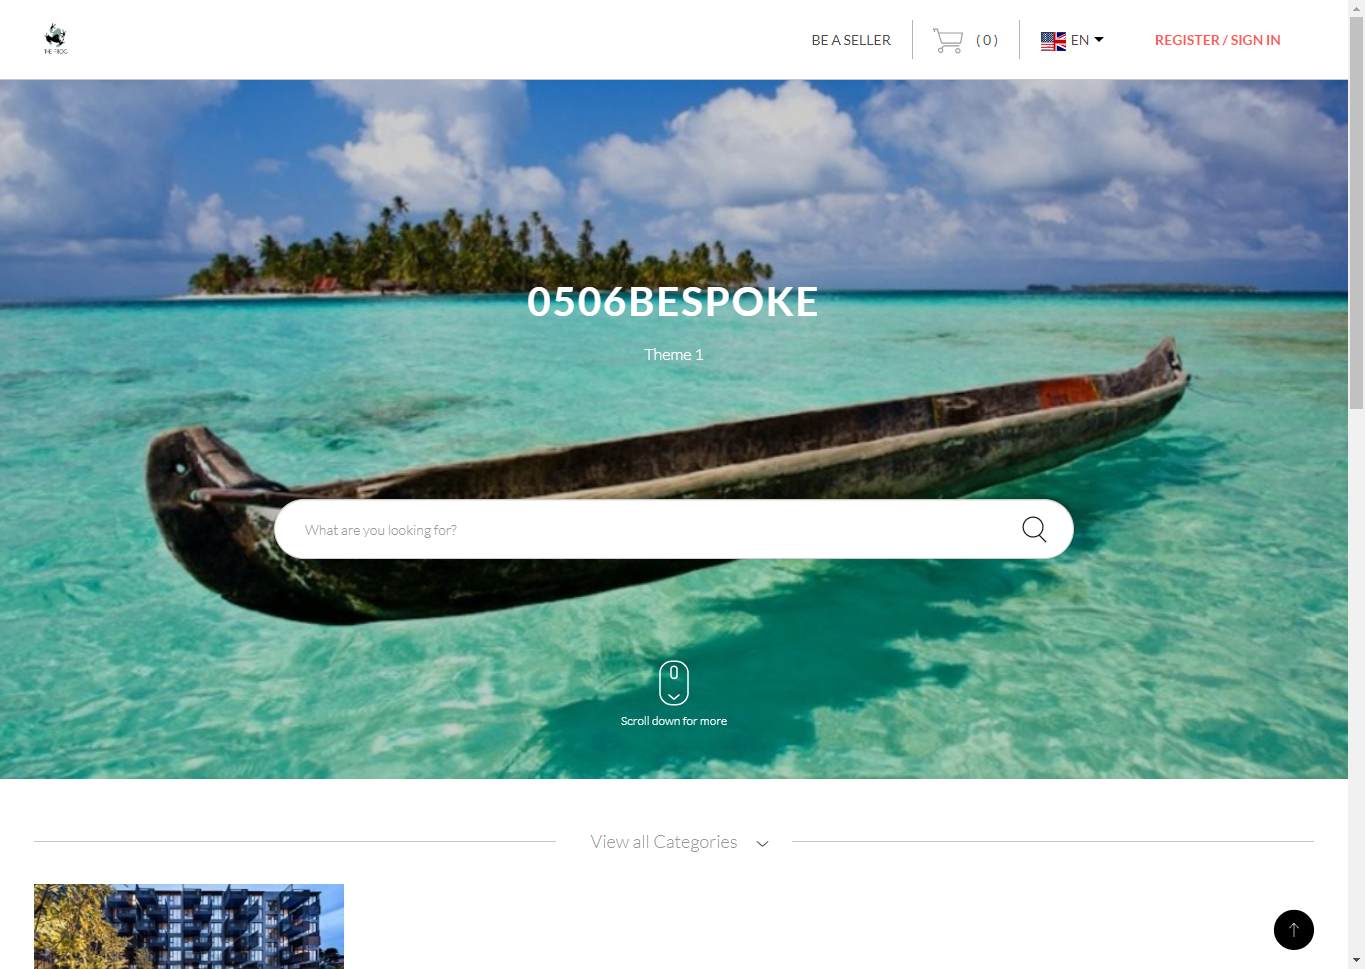 THE FROG
BE A SELLER
( 0 )
EN
REGISTER / SIGN IN
0506BESPOKE
Theme 1
What are you looking for?
Scroll down for more
View all Categories